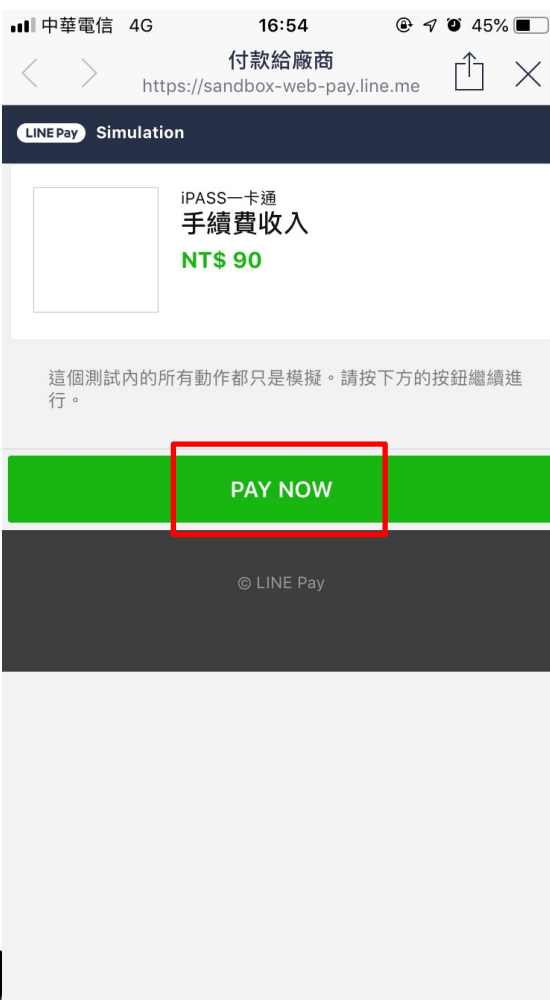 中華電信 4G 16:54 45%
付款給廠商
https://sandbox-web-pay.line.me
LINE Pay Simulation
iPASS一卡通
手續費收入
NT$ 90
這個測試內的所有動作都只是模擬。請按下方的按鈕繼續進
行。
PAY NOW
© LINE Pay